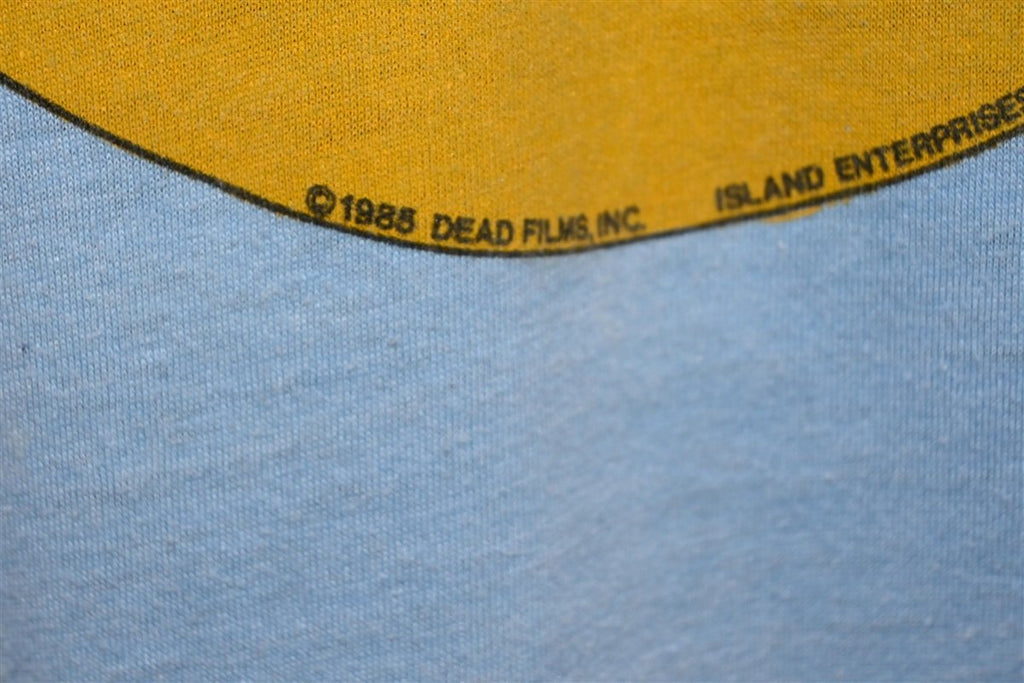 ©1985 DEAD FILMS, INC. ISLAND ENTERPRISES